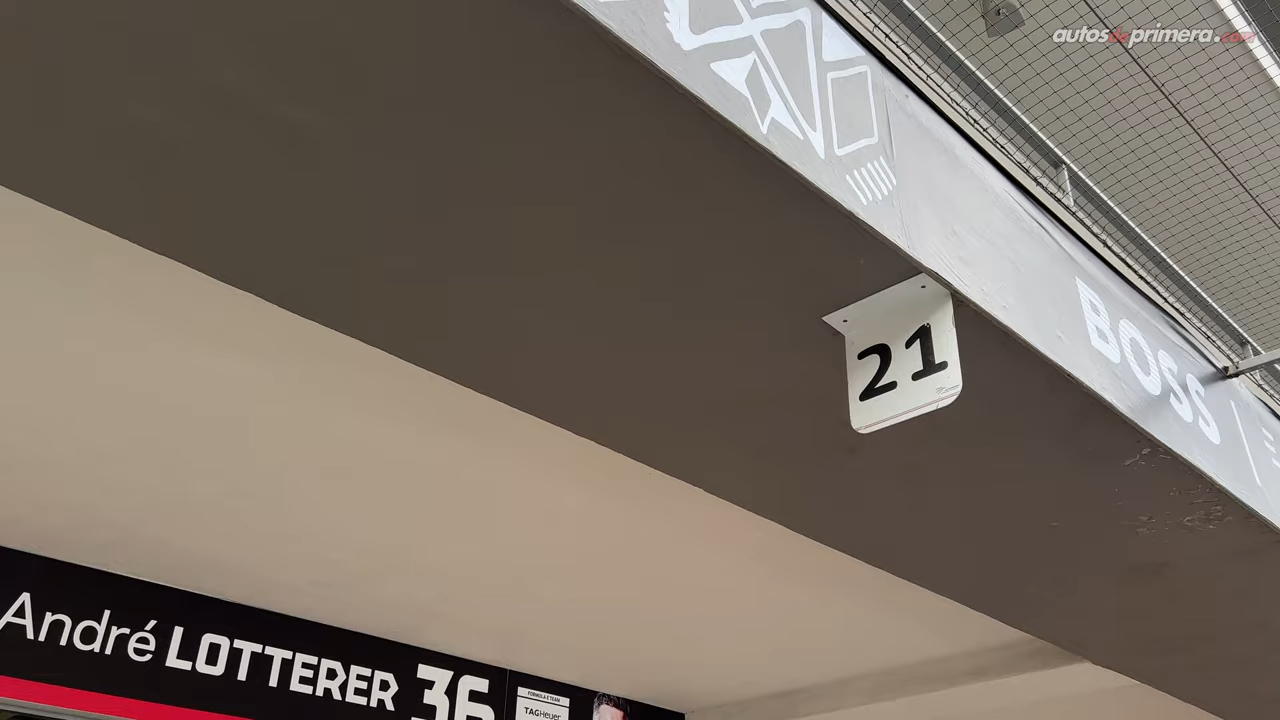 autosdeprimera.com
BOSS
21
André LOTTERER 36
FORMULA E TEAM
TAGHeuer